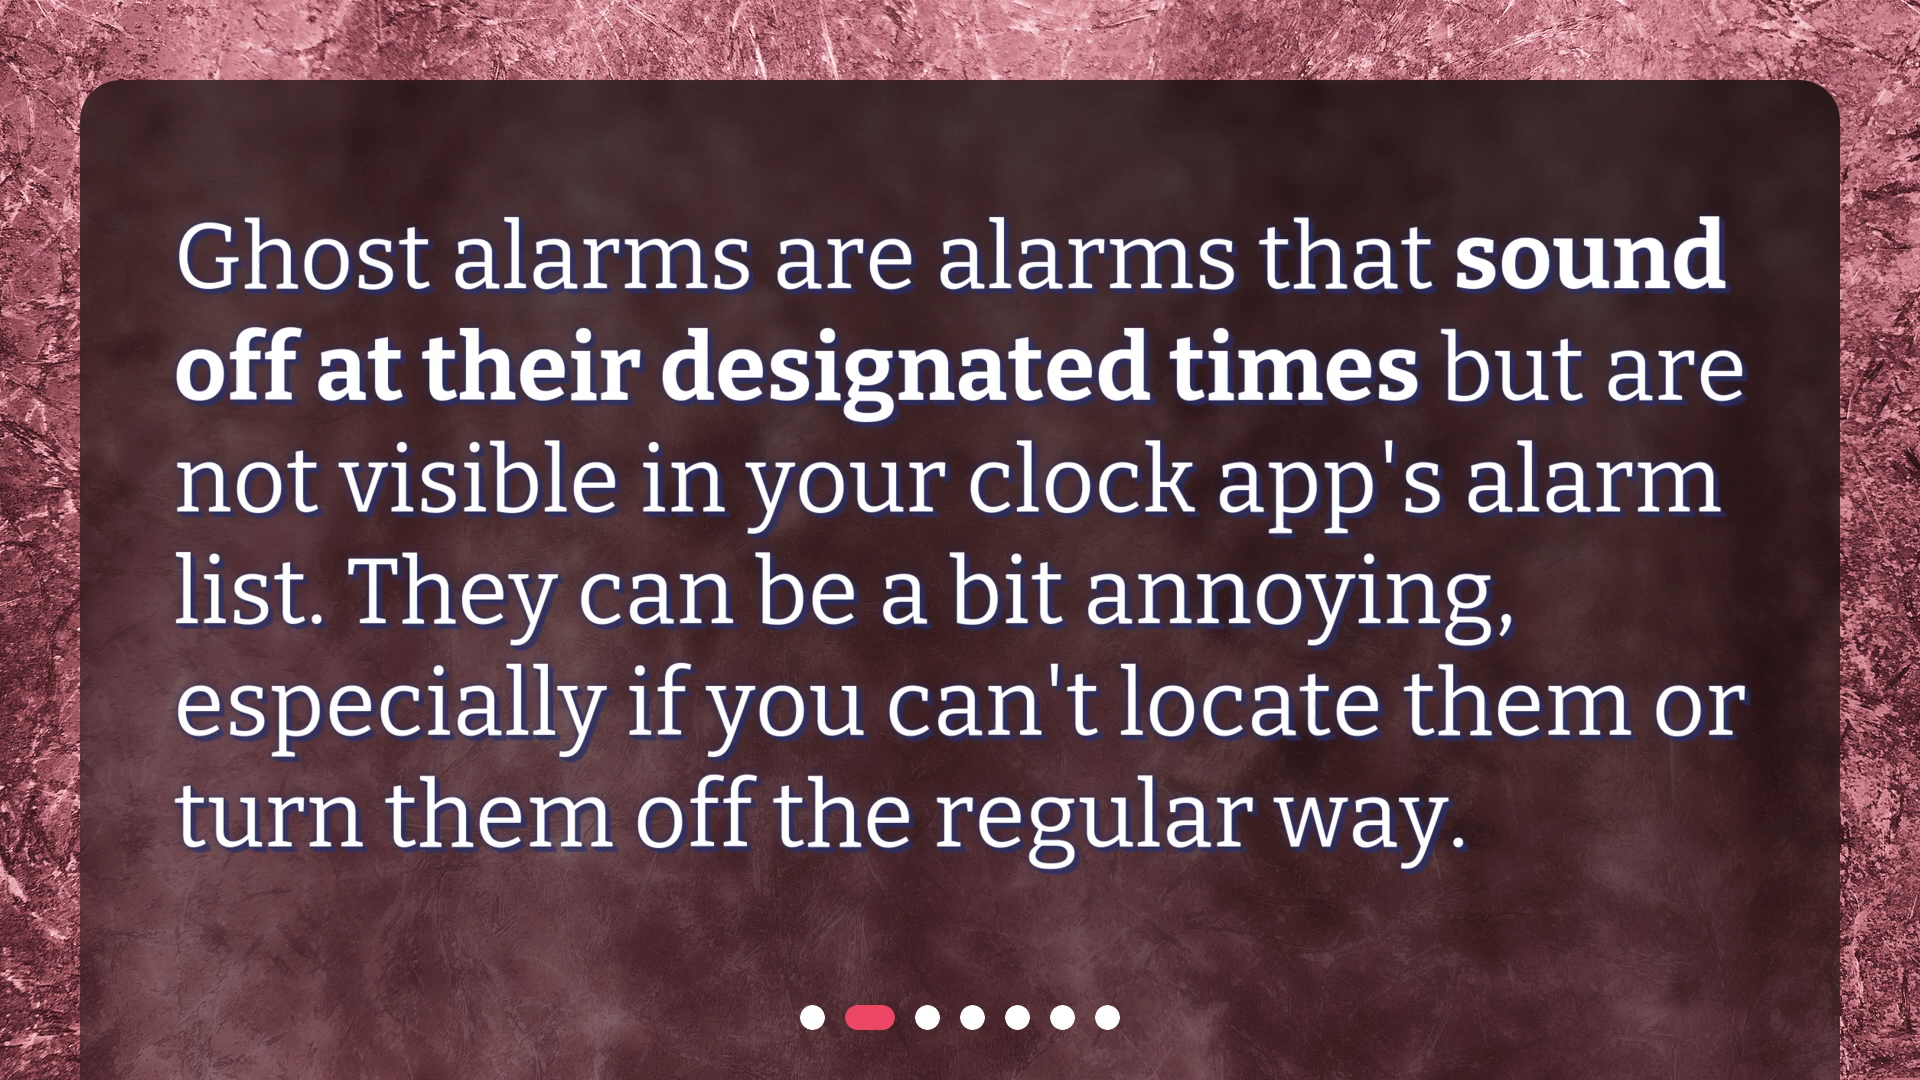 Ghost alarms are alarms that sound
off at their designated times but are
not visible in your clock app's alarm
list. They can be a bit annoying,
especially if you can't locate them or
turn them off the regular way.